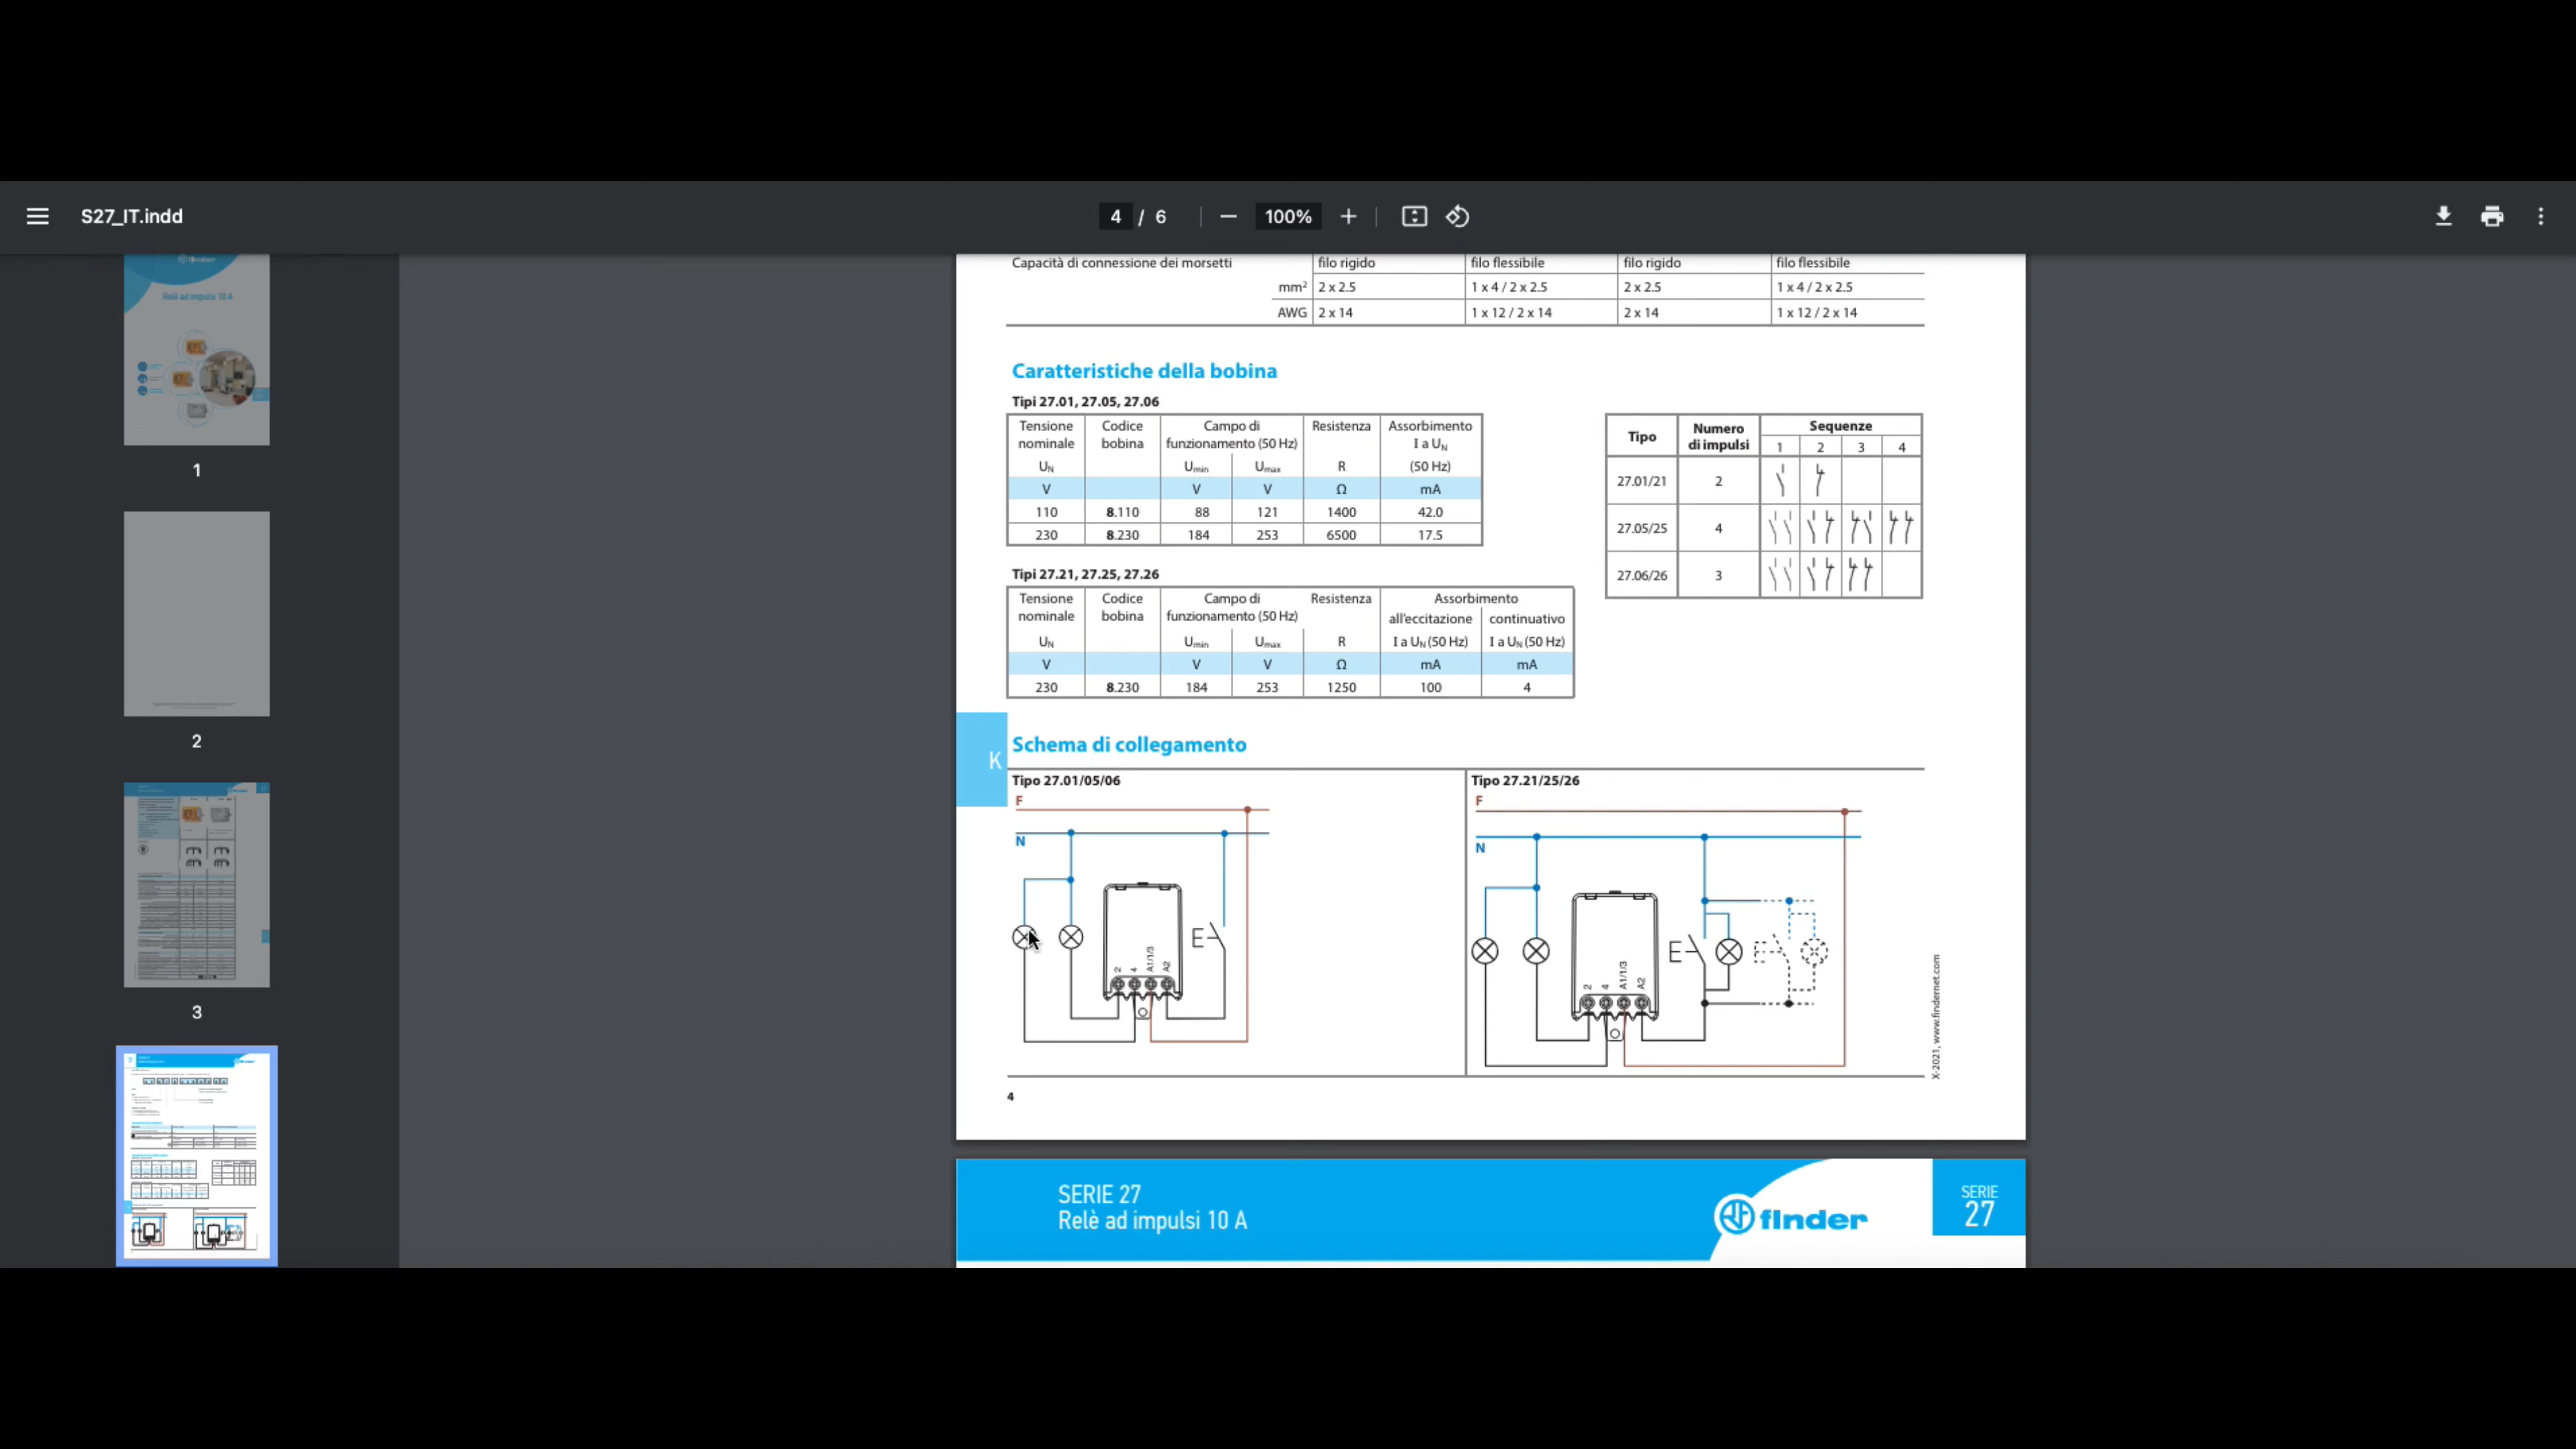 S27_IT.indd
4 / 6
100%
finder
Relè ad impulsi 10 A
1
2
3
Capacità di connessione dei morsetti filo rigido filo flessibile filo rigido filo flessibile
mm² 2 x 2.5 1 x 4 / 2 x 2.5 2 x 2.5 1 x 4 / 2 x 2.5
AWG 2 x 14 1 x 12 / 2 x 14 2 x 14 1 x 12 / 2 x 14
Caratteristiche della bobina
Tipi 27.01, 27.05, 27.06
Tensione Codice Campo di Resistenza Assorbimento
nominale bobina funzionamento (50 Hz) I a UN
UN Umin Umax R (50 Hz)
V V V Ω mA
110 8.110 88 121 1400 42.0
230 8.230 184 253 6500 17.5
Tipo Numero di impulsi Sequenze
1 2 3 4
27.01/21 2
27.05/25 4
27.06/26 3
Tipi 27.21, 27.25, 27.26
Tensione Codice Campo di Resistenza Assorbimento
nominale bobina funzionamento (50 Hz) all'eccitazione continuativo
UN Umin Umax R I a UN (50 Hz) I a UN (50 Hz)
V V V Ω mA mA
230 8.230 184 253 1250 100 4
K
Schema di collegamento
Tipo 27.01/05/06
F
N
2 4 A1/1/3 A2
Tipo 27.21/25/26
F
N
2 4 A1/1/3 A2
X-2021, www.findernet.com
4
SERIE 27
Relè ad impulsi 10 A
finder
SERIE
27